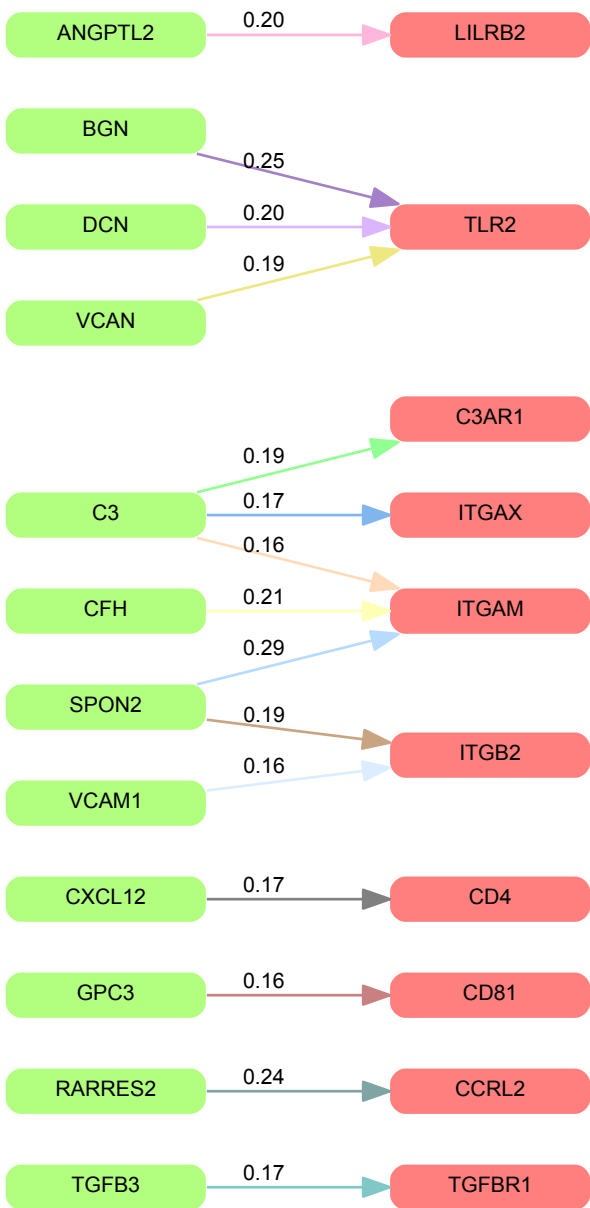 ANGPTL2 0.20 LILRB2
BGN
0.25
DCN 0.20 TLR2
0.19
VCAN
C3AR1
0.19
C3 0.17 ITGAX
0.16
CFH 0.21 ITGAM
0.29
SPON2 0.19
ITGB2
0.16
VCAM1
CXCL12 0.17 CD4
GPC3 0.16 CD81
RARRES2 0.24 CCRL2
TGFB3 0.17 TGFBR1